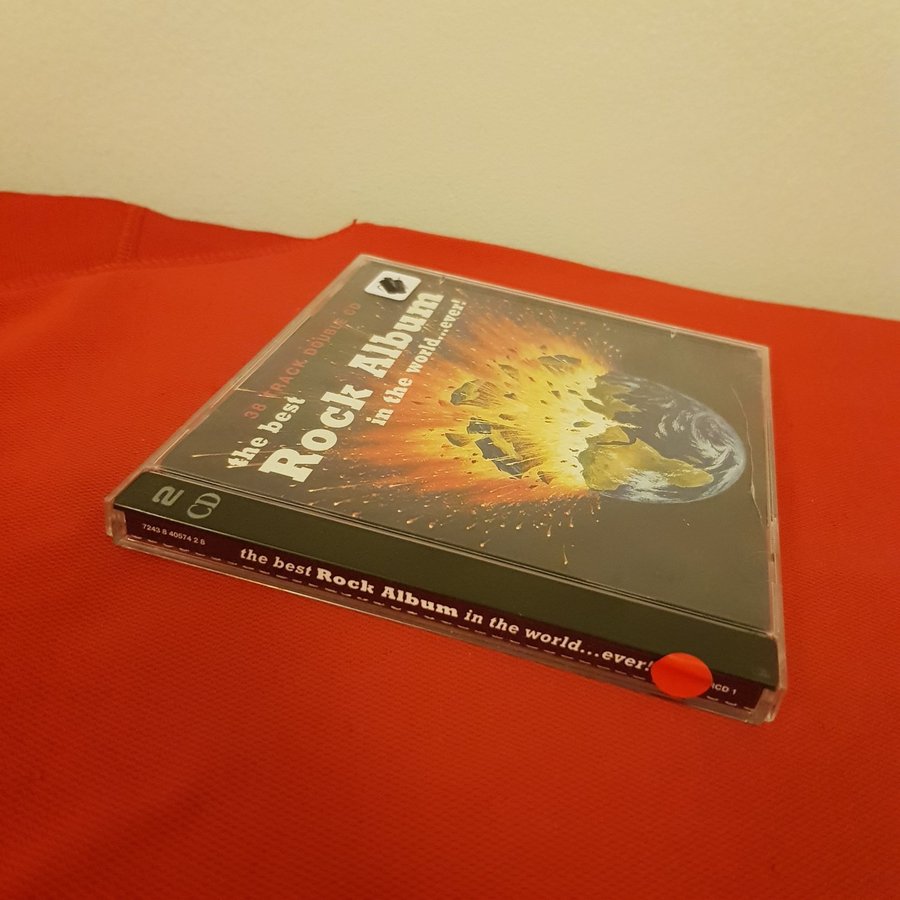 38 TRACK DOUBLE CD
the best
Rock Album
in the world...ever!
2
CD
7243 8 40574 2 8
the best Rock Album in the world...ever!
CD 1